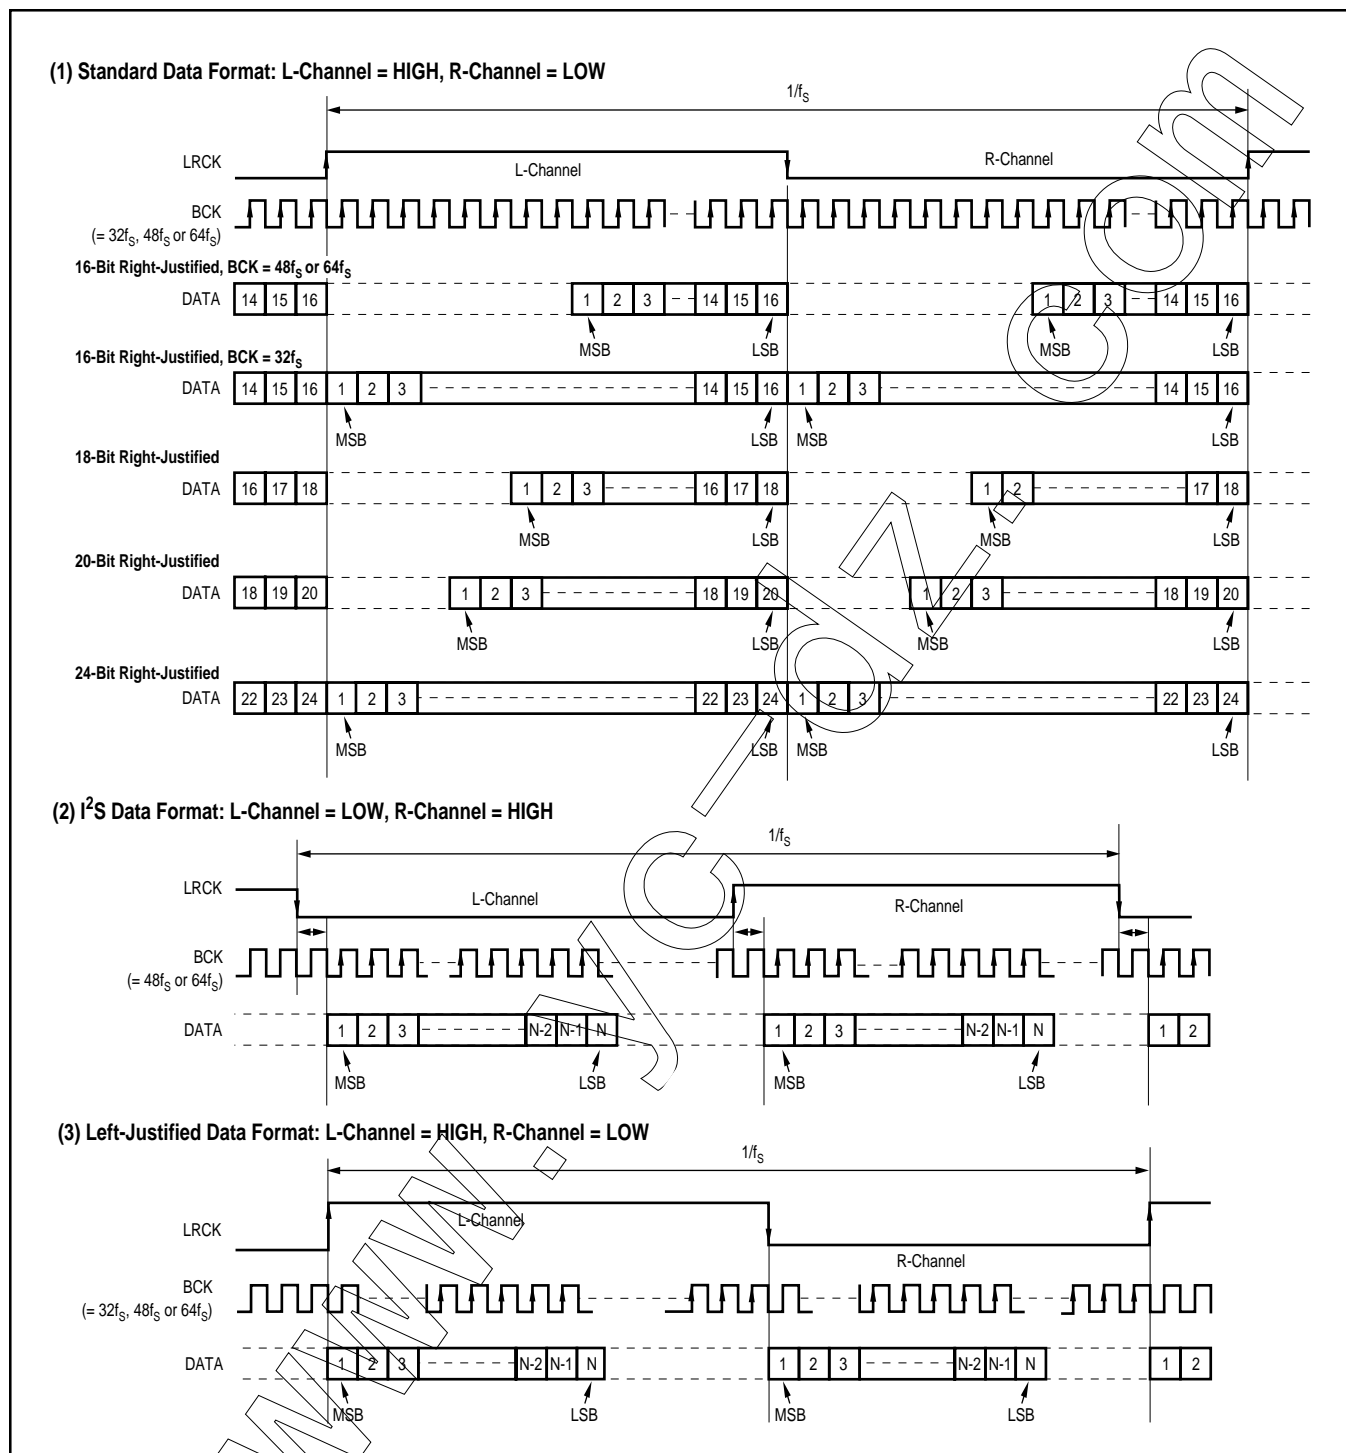 (1) Standard Data Format: L-Channel = HIGH, R-Channel = LOW
1/fS
LRCK
L-Channel
R-Channel
BCK
(= 32fS, 48fS or 64fS)
16-Bit Right-Justified, BCK = 48fS or 64fS
DATA 14 15 16 1 2 3 14 15 16 1 2 3 14 15 16
MSB LSB MSB LSB
16-Bit Right-Justified, BCK = 32fS
DATA 14 15 16 1 2 3 14 15 16 1 2 3 14 15 16
MSB LSB MSB LSB
18-Bit Right-Justified
DATA 16 17 18 1 2 3 16 17 18 1 2 17 18
MSB LSB MSB LSB
20-Bit Right-Justified
DATA 18 19 20 1 2 3 18 19 20 1 2 3 18 19 20
MSB LSB MSB LSB
24-Bit Right-Justified
DATA 22 23 24 1 2 3 22 23 24 1 2 3 22 23 24
MSB LSB MSB LSB
(2) I2S Data Format: L-Channel = LOW, R-Channel = HIGH
1/fS
LRCK
L-Channel
R-Channel
BCK
(= 48fS or 64fS)
DATA 1 2 3 N-2 N-1 N 1 2 3 N-2 N-1 N 1 2
MSB LSB MSB LSB
(3) Left-Justified Data Format: L-Channel = HIGH, R-Channel = LOW
1/fS
LRCK
L-Channel
R-Channel
BCK
(= 32fS, 48fS or 64fS)
DATA 1 2 3 N-2 N-1 N 1 2 3 N-2 N-1 N 1 2
MSB LSB MSB LSB
www.yc-dz.com